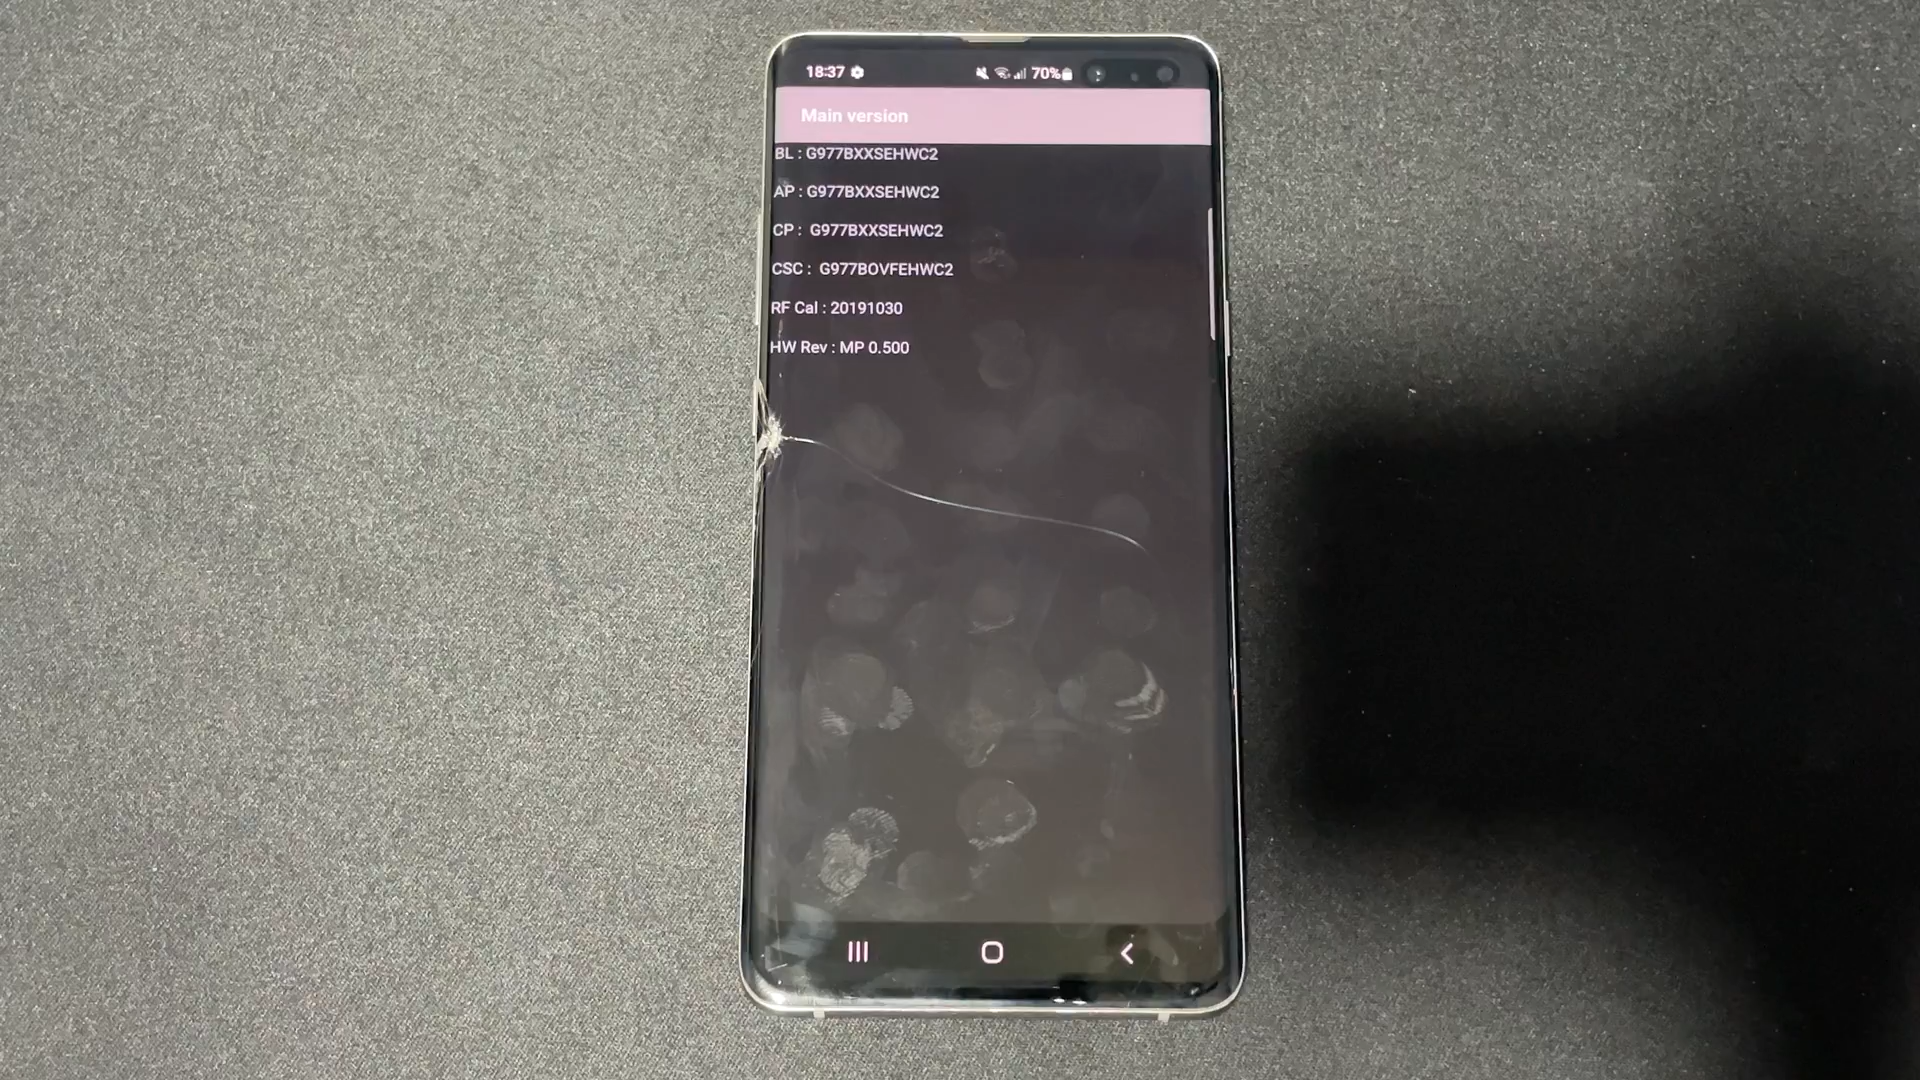 18:37 70%
Main version
BL : G977BXXSEHWC2
AP : G977BXXSEHWC2
CP : G977BXXSEHWC2
CSC : G977BOVFEHWC2
RF Cal : 20191030
HW Rev : MP 0.500